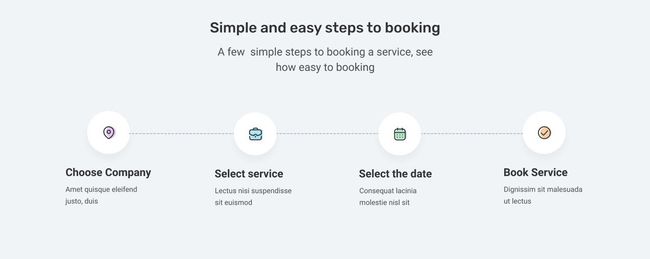 Simple and easy steps to booking
A few  simple steps to booking a service, see
how easy to booking
Choose Company
Amet quisque eleifend
justo, duis
Select service
Lectus nisi suspendisse
sit euismod
Select the date
Consequat lacinia
molestie nisl sit
Book Service
Dignissim sit malesuada
ut lectus